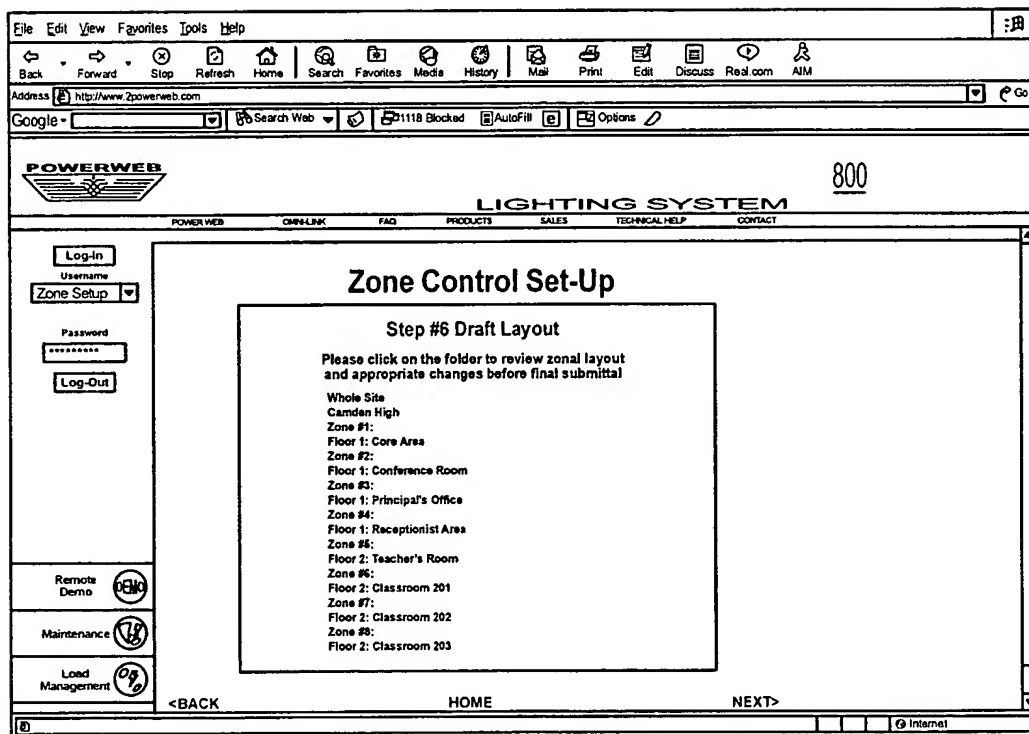 File Edit View Favorites Tools Help
Back Forward Stop Refresh Home Search Favorites Media History Mail Print Edit Discuss Real.com AIM
Address http://www.2powerweb.com Go
Google Search Web 1118 Blocked AutoFill e Options
POWERWEB
800
LIGHTING SYSTEM
POWER WEB OMNI-LINK FAQ PRODUCTS SALES TECHNICAL HELP CONTACT
Log-In
Username
Zone Setup
Password
*********
Log-Out
Zone Control Set-Up
Step #6 Draft Layout
Please click on the folder to review zonal layout
and appropriate changes before final submittal
Whole Site
Camden High
Zone #1:
Floor 1: Core Area
Zone #2:
Floor 1: Conference Room
Zone #3:
Floor 1: Principal's Office
Zone #4:
Floor 1: Receptionist Area
Zone #5:
Floor 2: Teacher's Room
Zone #6:
Floor 2: Classroom 201
Zone #7:
Floor 2: Classroom 202
Zone #8:
Floor 2: Classroom 203
Remote
Demo
DEMO
Maintenance
Load
Management
<BACK HOME NEXT>
Internet